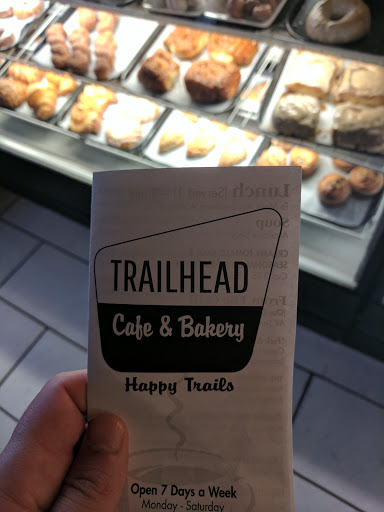 TRAILHEAD
Cafe & Bakery
Happy Trails
Open 7 Days a Week
Monday - Saturday
Lunch
Soup